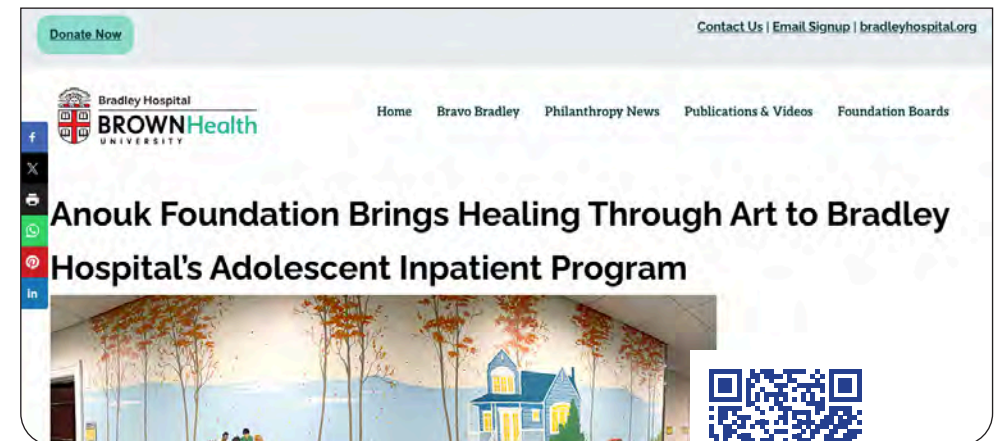 Donate Now
Contact Us | Email Signup | bradleyhospital.org
Bradley Hospital
BROWNHealth
UNIVERSITY
Home Bravo Bradley Philanthropy News Publications & Videos Foundation Boards
f
X
in
Anouk Foundation Brings Healing Through Art to Bradley
Hospital's Adolescent Inpatient Program